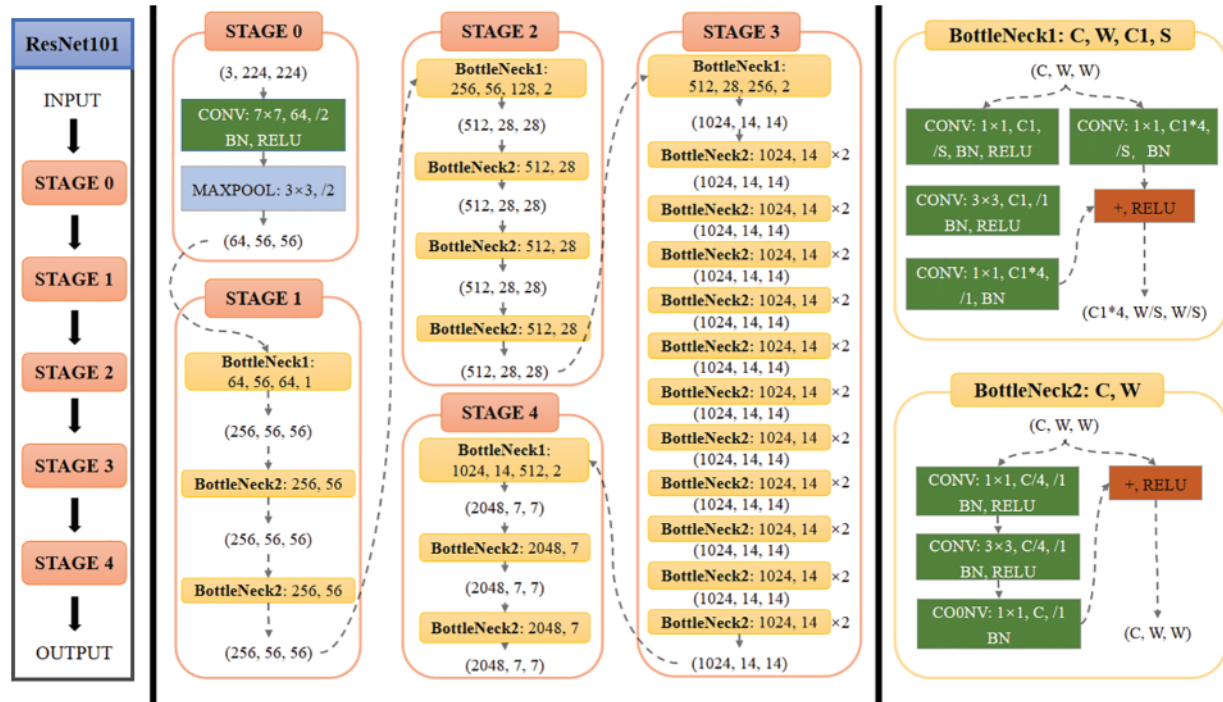 ResNet101
INPUT
STAGE 0
STAGE 1
STAGE 2
STAGE 3
STAGE 4
OUTPUT
STAGE 0
(3, 224, 224)
CONV: 7×7, 64, /2
BN, RELU
MAXPOOL: 3×3, /2
(64, 56, 56)
STAGE 1
BottleNeck1:
64, 56, 64, 1
(256, 56, 56)
BottleNeck2: 256, 56
(256, 56, 56)
BottleNeck2: 256, 56
(256, 56, 56)
STAGE 2
BottleNeck1:
256, 56, 128, 2
(512, 28, 28)
BottleNeck2: 512, 28
(512, 28, 28)
BottleNeck2: 512, 28
(512, 28, 28)
BottleNeck2: 512, 28
(512, 28, 28)
STAGE 4
BottleNeck1:
1024, 14, 512, 2
(2048, 7, 7)
BottleNeck2: 2048, 7
(2048, 7, 7)
BottleNeck2: 2048, 7
(2048, 7, 7)
STAGE 3
BottleNeck1:
512, 28, 256, 2
(1024, 14, 14)
BottleNeck2: 1024, 14 ×2
(1024, 14, 14)
BottleNeck2: 1024, 14 ×2
(1024, 14, 14)
BottleNeck2: 1024, 14 ×2
(1024, 14, 14)
BottleNeck2: 1024, 14 ×2
(1024, 14, 14)
BottleNeck2: 1024, 14 ×2
(1024, 14, 14)
BottleNeck2: 1024, 14 ×2
(1024, 14, 14)
BottleNeck2: 1024, 14 ×2
(1024, 14, 14)
BottleNeck2: 1024, 14 ×2
(1024, 14, 14)
BottleNeck2: 1024, 14 ×2
(1024, 14, 14)
BottleNeck2: 1024, 14 ×2
(1024, 14, 14)
BottleNeck2: 1024, 14 ×2
(1024, 14, 14)
BottleNeck1: C, W, C1, S
(C, W, W)
CONV: 1×1, C1,
/S, BN, RELU
CONV: 3×3, C1, /1
BN, RELU
CONV: 1×1, C1*4,
/1, BN
CONV: 1×1, C1*4,
/S, BN
+, RELU
(C1*4, W/S, W/S)
BottleNeck2: C, W
(C, W, W)
CONV: 1×1, C/4, /1
BN, RELU
CONV: 3×3, C/4, /1
BN, RELU
CO0NV: 1×1, C, /1
BN
+, RELU
(C, W, W)